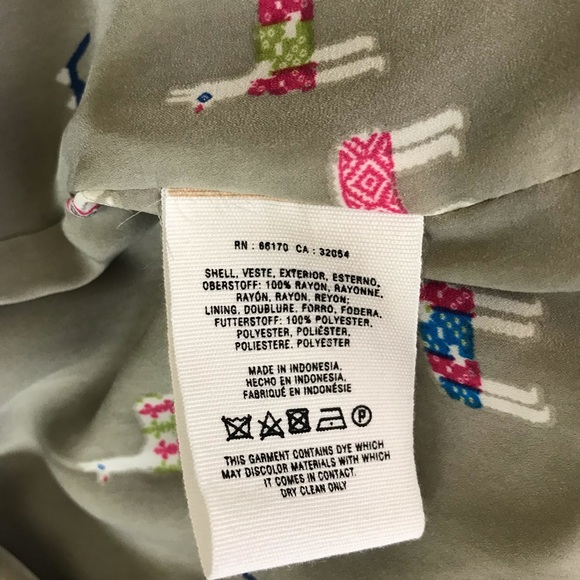 RN : 66170 CA : 32054
SHELL, VESTE, EXTERIOR, ESTERNO,
OBERSTOFF: 100% RAYON, RAYONNE,
RAYÓN, RAYON, REYON;
LINING, DOUBLURE, FORRO, FODERA,
FUTTERSTOFF: 100% POLYESTER,
POLYESTER, POLIÉSTER,
POLIESTERE, POLYESTER
MADE IN INDONESIA,
HECHO EN INDONESIA,
FABRIQUÉ EN INDONÉSIE
P
THIS GARMENT CONTAINS DYE WHICH
MAY DISCOLOR MATERIALS WITH WHICH
IT COMES IN CONTACT.
DRY CLEAN ONLY